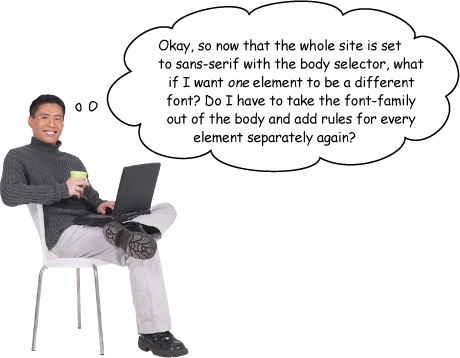 Okay, so now that the whole site is set
to sans-serif with the body selector, what
if I want one element to be a different
font? Do I have to take the font-family
out of the body and add rules for every
element separately again?